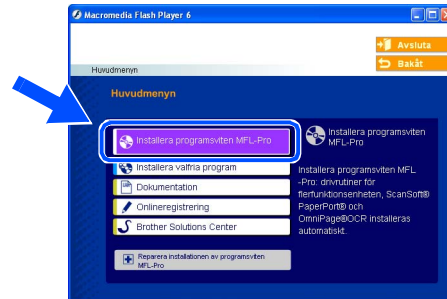 Macromedia Flash Player 6
Avsluta
Bakåt
Huvudmenyn
Huvudmenyn
Installera programsviten MFL-Pro
Installera valfria program
Dokumentation
Onlineregistrering
Brother Solutions Center
Reparera installationen av programsviten
MFL-Pro
Installera programsviten
MFL-Pro
Installera programsviten MFL
-Pro: drivrutiner för
flerfunktionsenheten, ScanSoft®
PaperPort® och
OmniPage®OCR installeras
automatiskt.